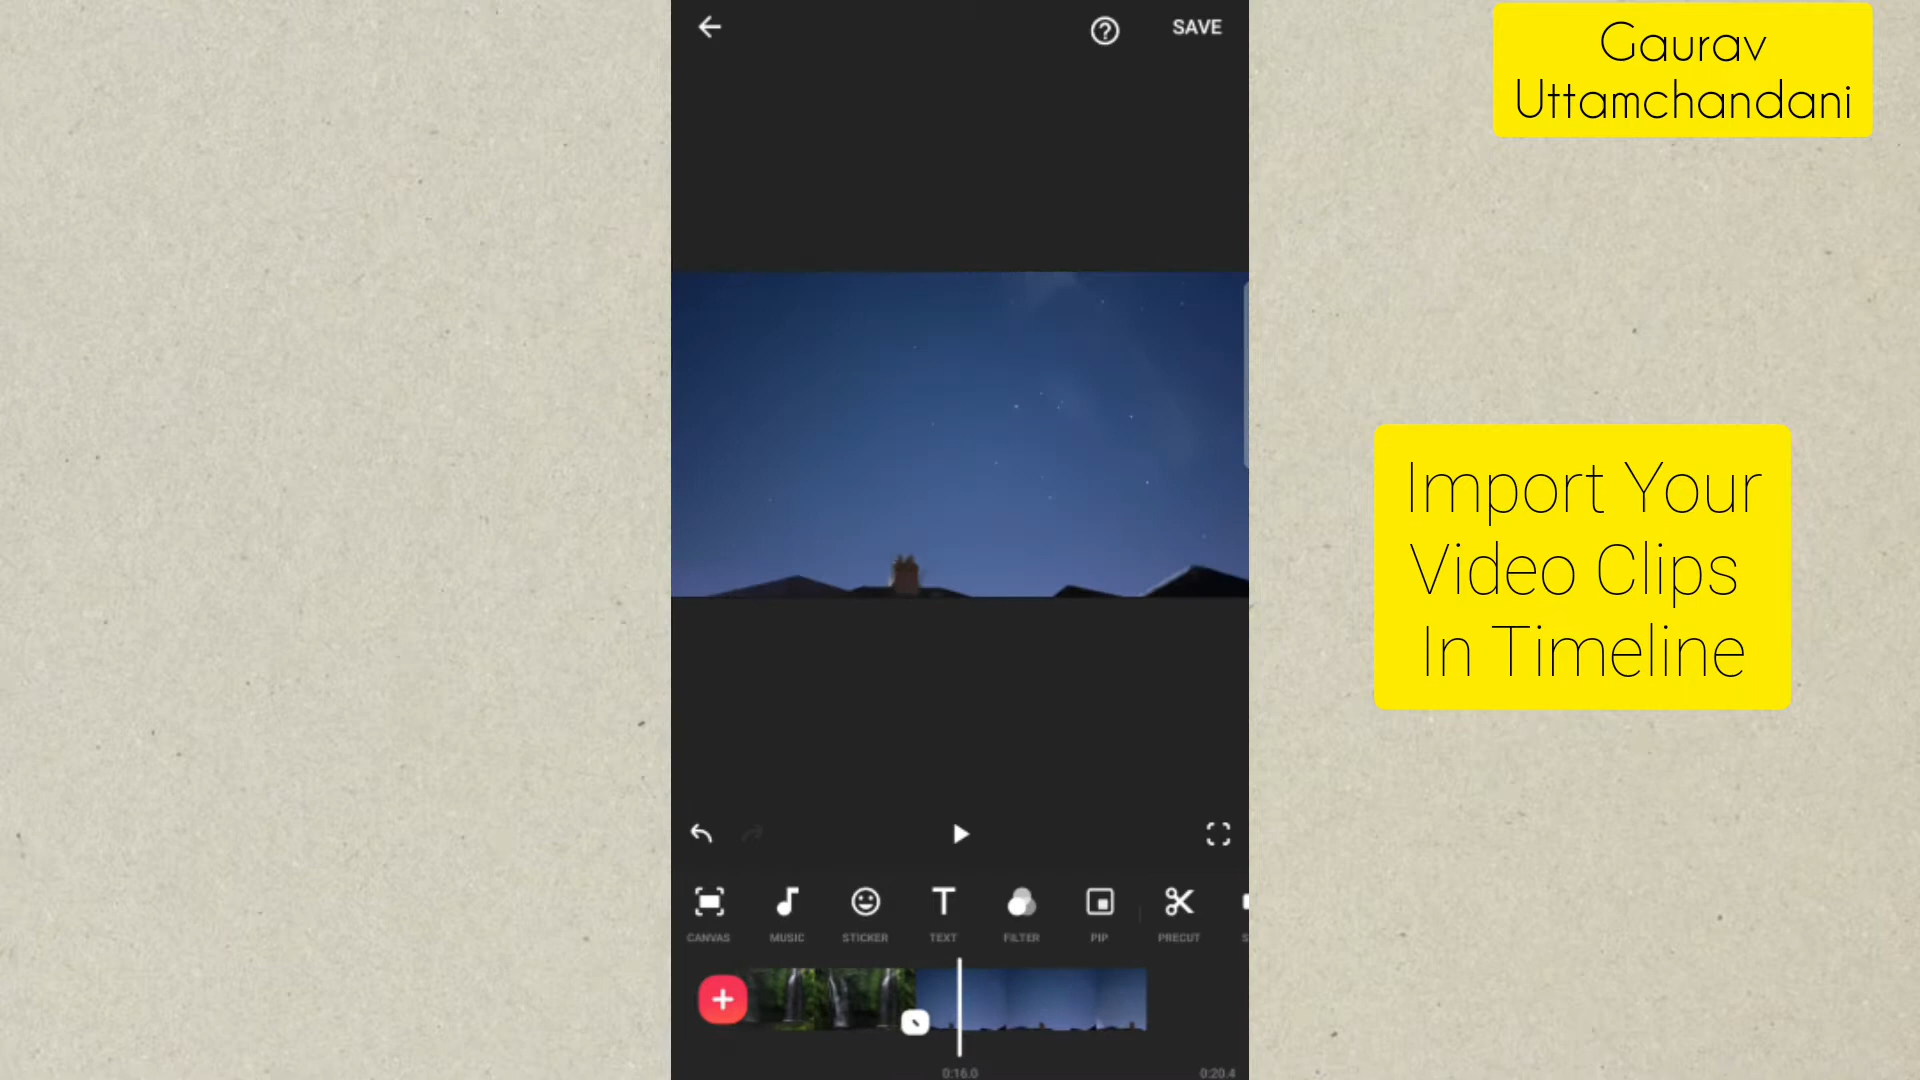 SAVE
Gaurav
Uttamchandani
Import Your
Video Clips
In Timeline
CANVAS MUSIC STICKER TEXT FILTER PIP PRECUT S
0:16.0 0:20.4